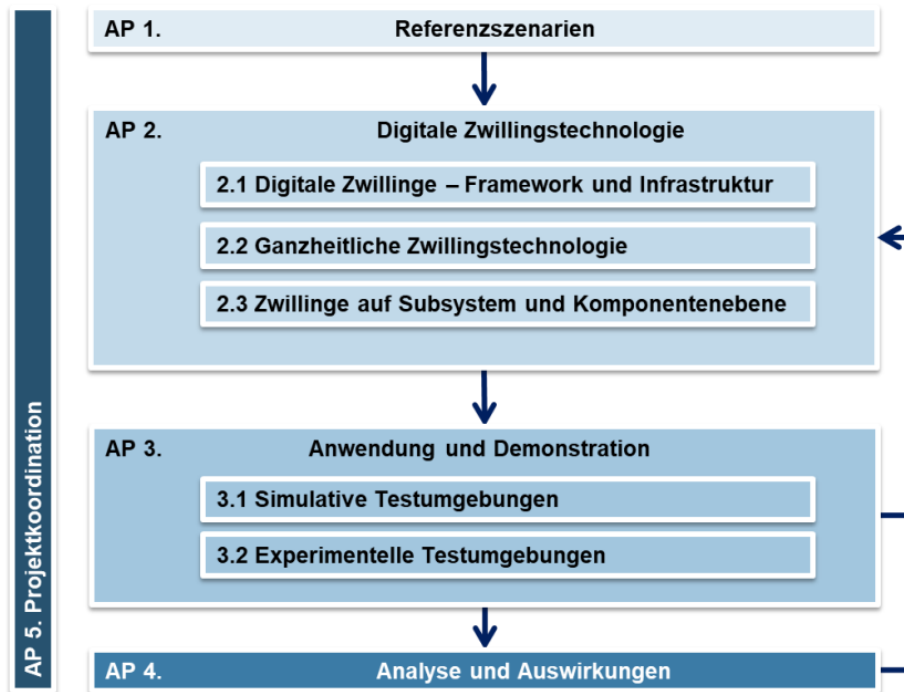 AP 1. Referenzszenarien
AP 2. Digitale Zwillingstechnologie
2.1 Digitale Zwillinge – Framework und Infrastruktur
2.2 Ganzheitliche Zwillingstechnologie
2.3 Zwillinge auf Subsystem und Komponentenebene
AP 3. Anwendung und Demonstration
3.1 Simulative Testumgebungen
3.2 Experimentelle Testumgebungen
AP 4. Analyse und Auswirkungen
AP 5. Projektkoordination